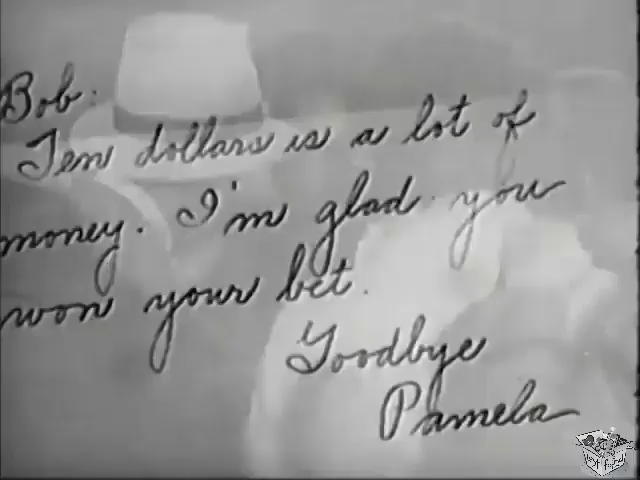 Bob:
Ten dollars is a lot of
money. I'm glad you
won your bet.
Goodbye
Pamela